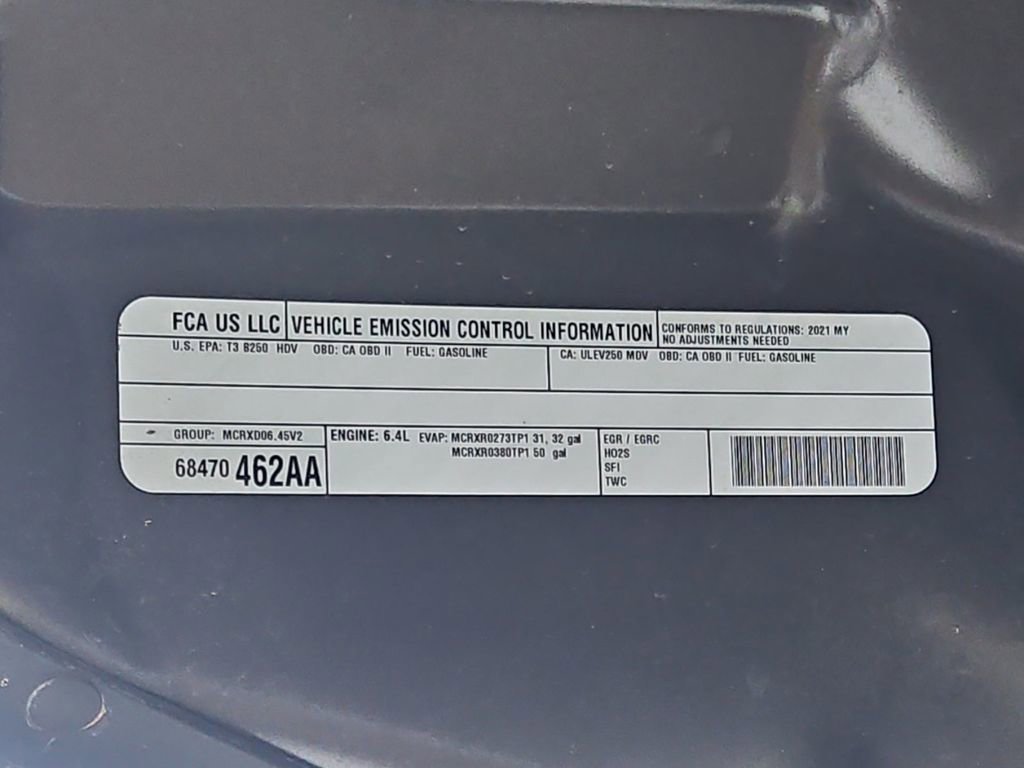 FCA US LLC
VEHICLE EMISSION CONTROL INFORMATION
CONFORMS TO REGULATIONS: 2021 MY
NO ADJUSTMENTS NEEDED
U.S. EPA: T3 B250 HDV OBD: CA OBD II FUEL: GASOLINE
CA: ULEV250 MDV OBD: CA OBD II FUEL: GASOLINE
GROUP: MCRXD06.45V2
68470 462AA
ENGINE: 6.4L EVAP: MCRXR0273TP1 31, 32 gal
MCRXR0380TP1 50 gal
EGR / EGRC
HO2S
SFI
TWC